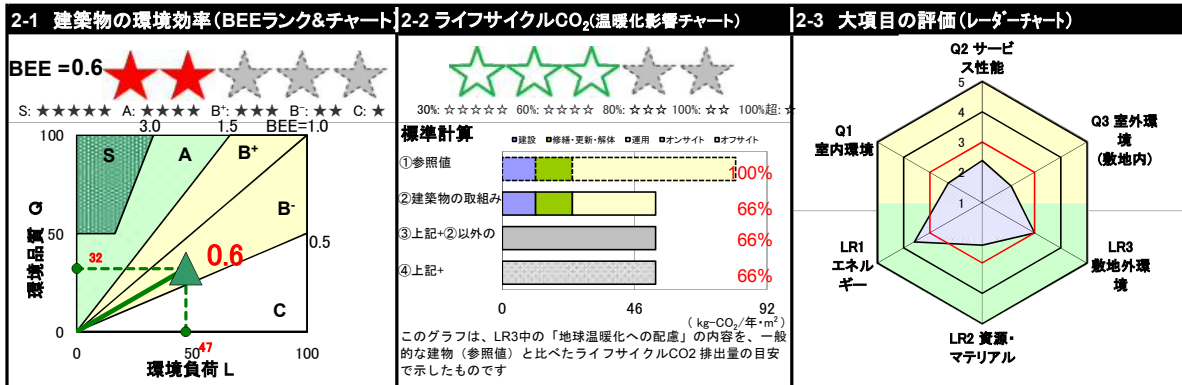 2-1 建築物の環境効率(BEEランク&チャート)
BEE =0.6
S: ★★★★★ A: ★★★★ B⁺: ★★★ B⁻: ★★ C: ★
3.0 1.5 BEE=1.0
100
S
A
B⁺
B⁻
50
0.5
0.6
32
環境品質 Q
C
0
0 50 100
47
環境負荷 L
2-2 ライフサイクルCO₂(温暖化影響チャート)
30%: ☆☆☆☆☆ 60%: ☆☆☆☆ 80%: ☆☆☆ 100%: ☆☆ 100%超: ☆
標準計算
■建設 ■修繕・更新・解体 □運用 ■オンサイト □オフサイト
①参照値 100%
②建築物の取組み 66%
③上記+②以外の 66%
④上記+ 66%
0 46 92
( kg-CO₂/年・m²)
このグラフは、LR3中の「地球温暖化への配慮」の内容を、一般
的な建物(参照値)と比べたライフサイクルCO2 排出量の目安
で示したものです
2-3 大項目の評価(レーダーチャート)
Q2 サービ
ス性能
5
4
3
2
1
Q1
室内環境
Q3 室外環
境
(敷地内)
LR1
エネル
ギー
LR3
敷地外環
境
LR2 資源・
マテリアル